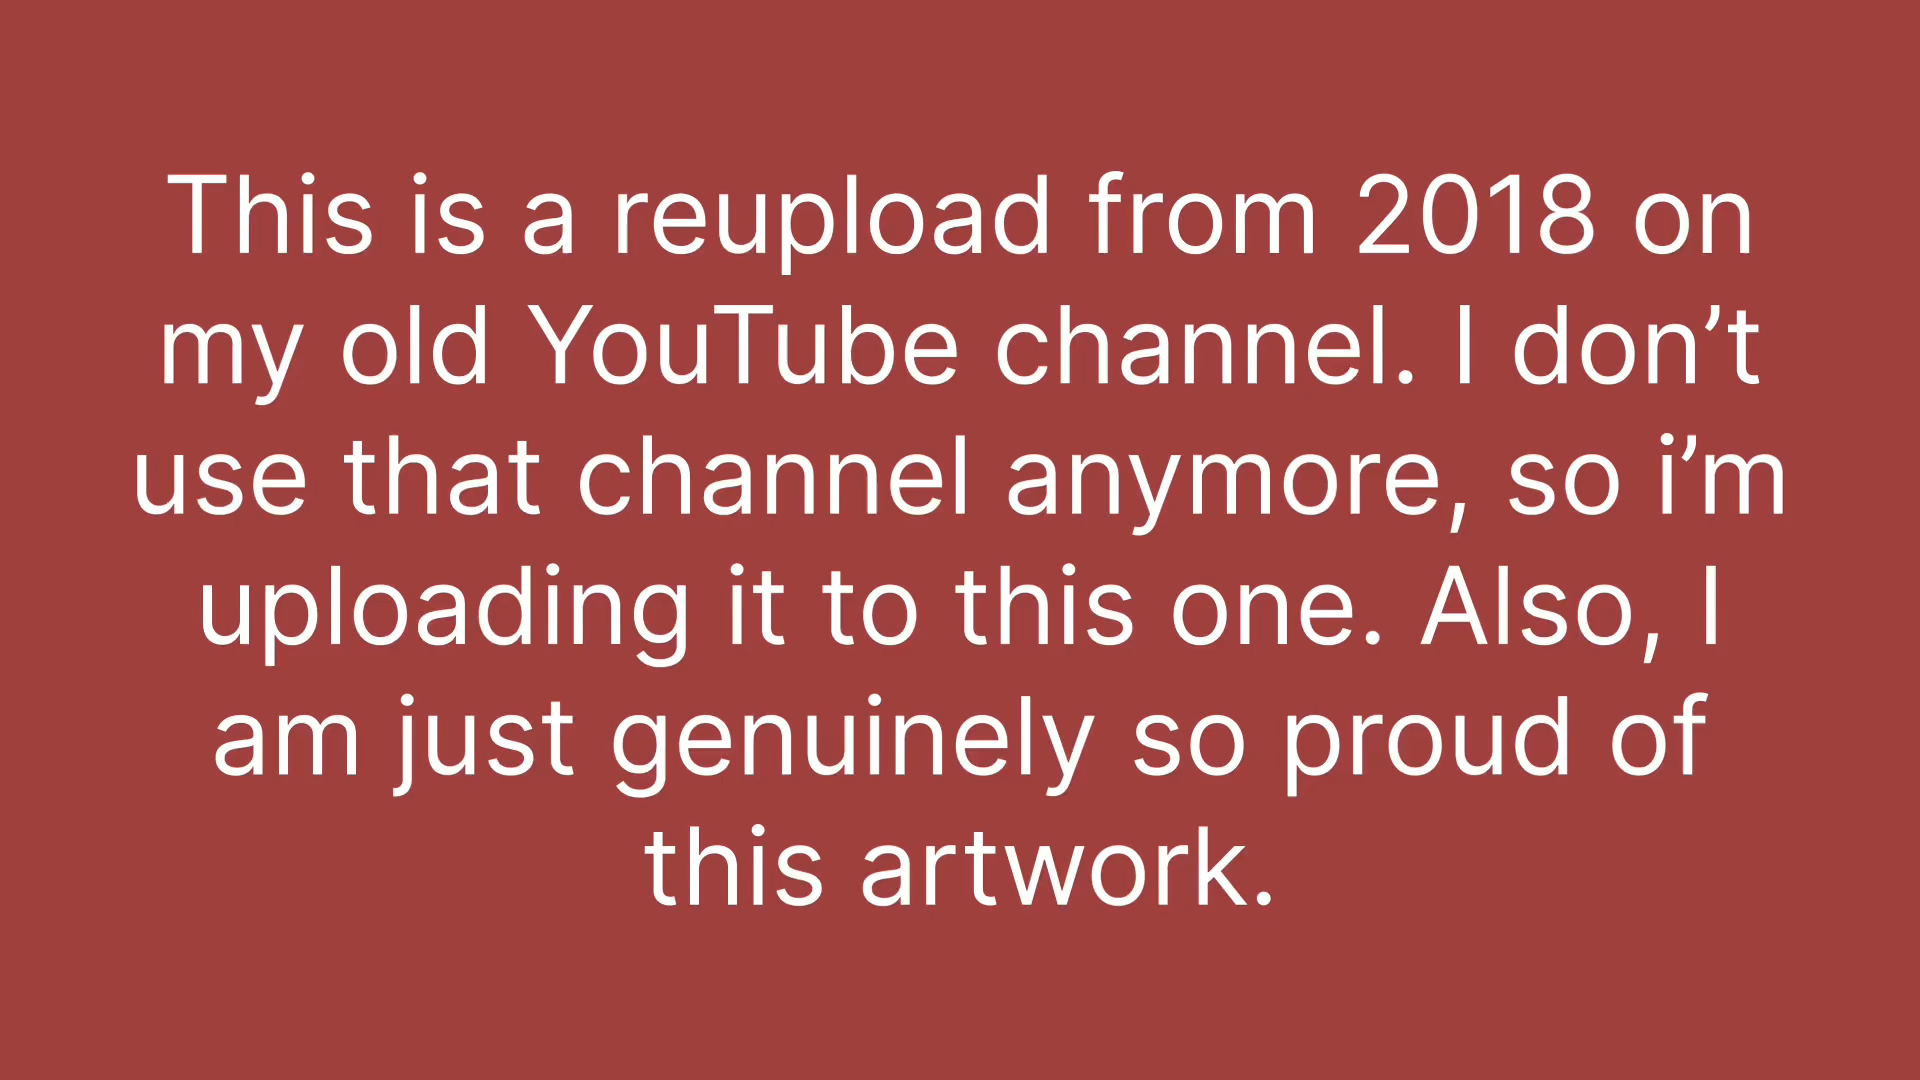 This is a reupload from 2018 on
my old YouTube channel. I don’t
use that channel anymore, so i’m
uploading it to this one. Also, I
am just genuinely so proud of
this artwork.